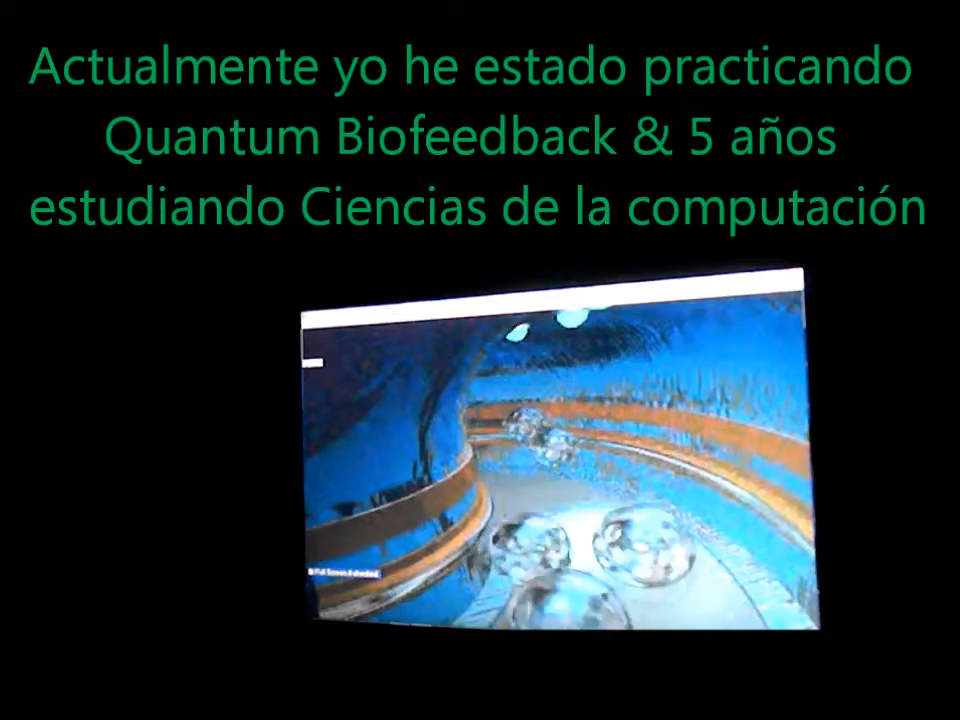 Actualmente yo he estado practicando
Quantum Biofeedback & 5 años
estudiando Ciencias de la computación